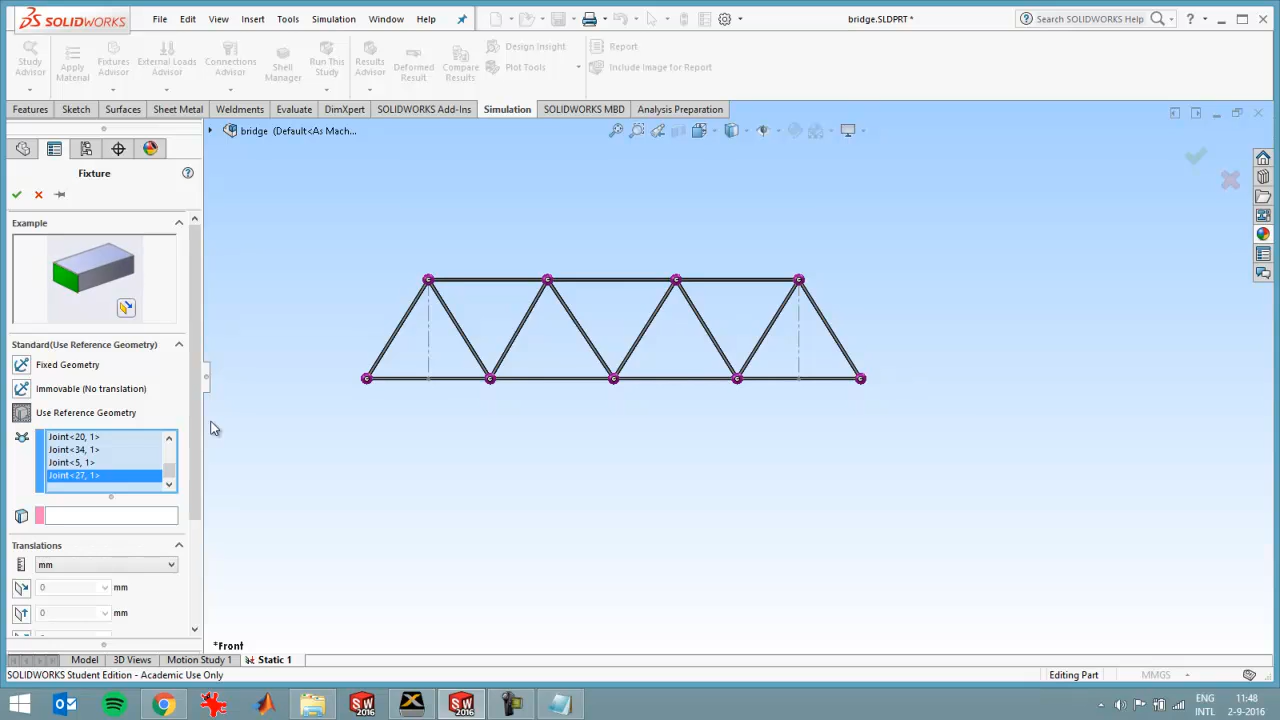 SOLIDWORKS File Edit View Insert Tools Simulation Window Help bridge.SLDPRT * Search SOLIDWORKS Help
Study Advisor
Apply Material
Fixtures Advisor
External Loads Advisor
Connections Advisor
Shell Manager
Run This Study
Results Advisor
Deformed Result
Compare Results
Design Insight
Plot Tools
Report
Include Image for Report
Features Sketch Surfaces Sheet Metal Weldments Evaluate DimXpert SOLIDWORKS Add-Ins Simulation SOLIDWORKS MBD Analysis Preparation
bridge (Default<As Mach...
Fixture
Example
Standard(Use Reference Geometry)
Fixed Geometry
Immovable (No translation)
Use Reference Geometry
Joint<20, 1>
Joint<34, 1>
Joint<5, 1>
Joint<27, 1>
Translations
mm
0 mm
0 mm
*Front
Model 3D Views Motion Study 1 Static 1
SOLIDWORKS Student Edition - Academic Use Only Editing Part MMGS
SW 2016 SW 2016
ENG 11:48
INTL 2-9-2016